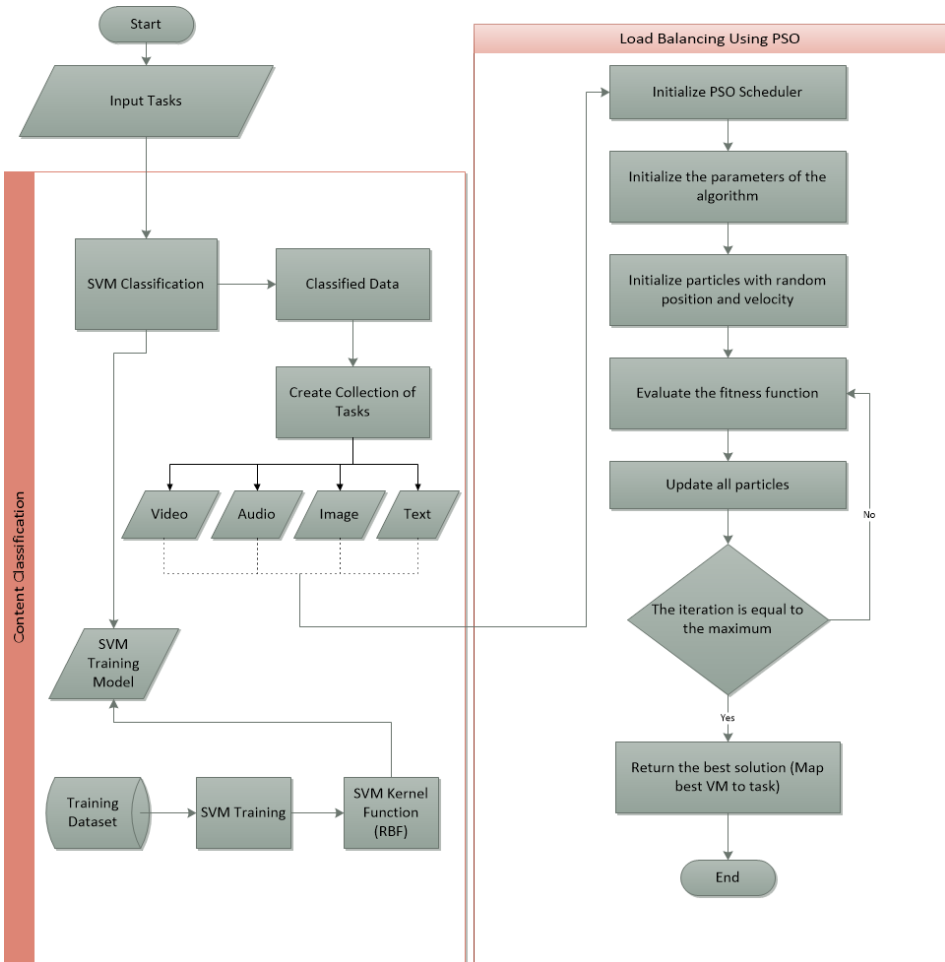 Start
Input Tasks
Content Classification
SVM Classification
Classified Data
Create Collection of
Tasks
Video
Audio
Image
Text
SVM
Training
Model
Training
Dataset
SVM Training
SVM Kernel
Function
(RBF)
Load Balancing Using PSO
Initialize PSO Scheduler
Initialize the parameters of the
algorithm
Initialize particles with random
position and velocity
Evaluate the fitness function
Update all particles
No
The iteration is equal to
the maximum
Yes
Return the best solution (Map
best VM to task)
End